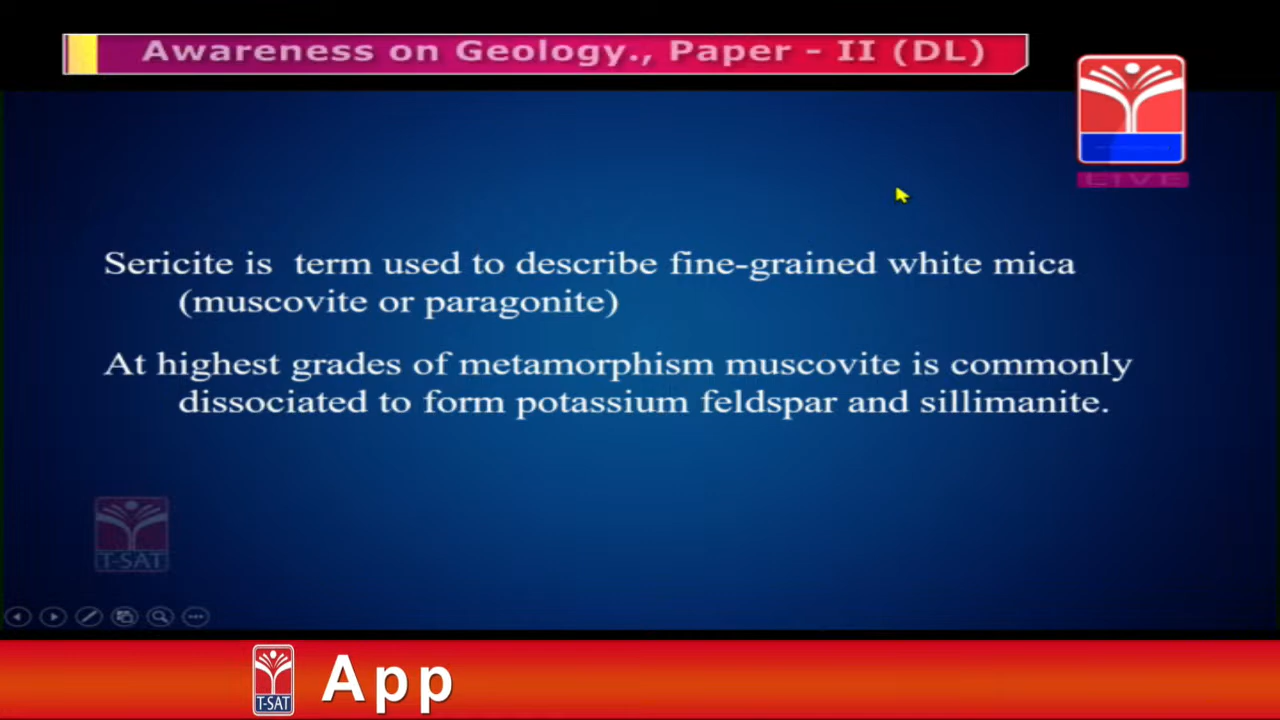 Awareness on Geology., Paper - II (DL)
LIVE
Sericite is term used to describe fine-grained white mica
(muscovite or paragonite)
At highest grades of metamorphism muscovite is commonly
dissociated to form potassium feldspar and sillimanite.
T-SAT
T-SAT
App